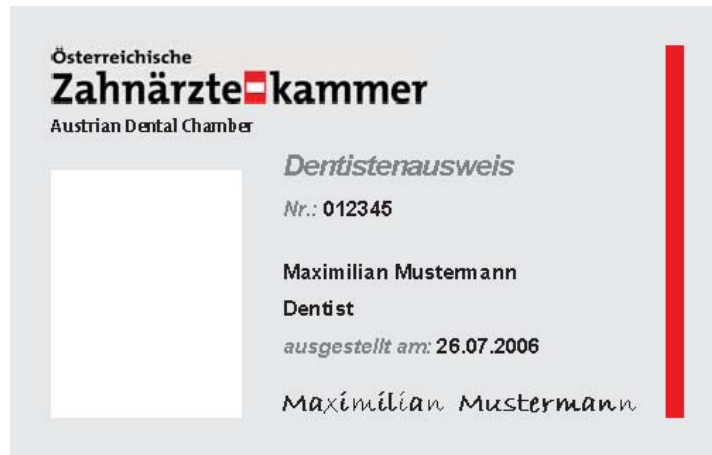 Österreichische
Zahnärzte kammer
Austrian Dental Chamber
Dentistenausweis
Nr.: 012345
Maximilian Mustermann
Dentist
ausgestellt am: 26.07.2006
Maximilian Mustermann